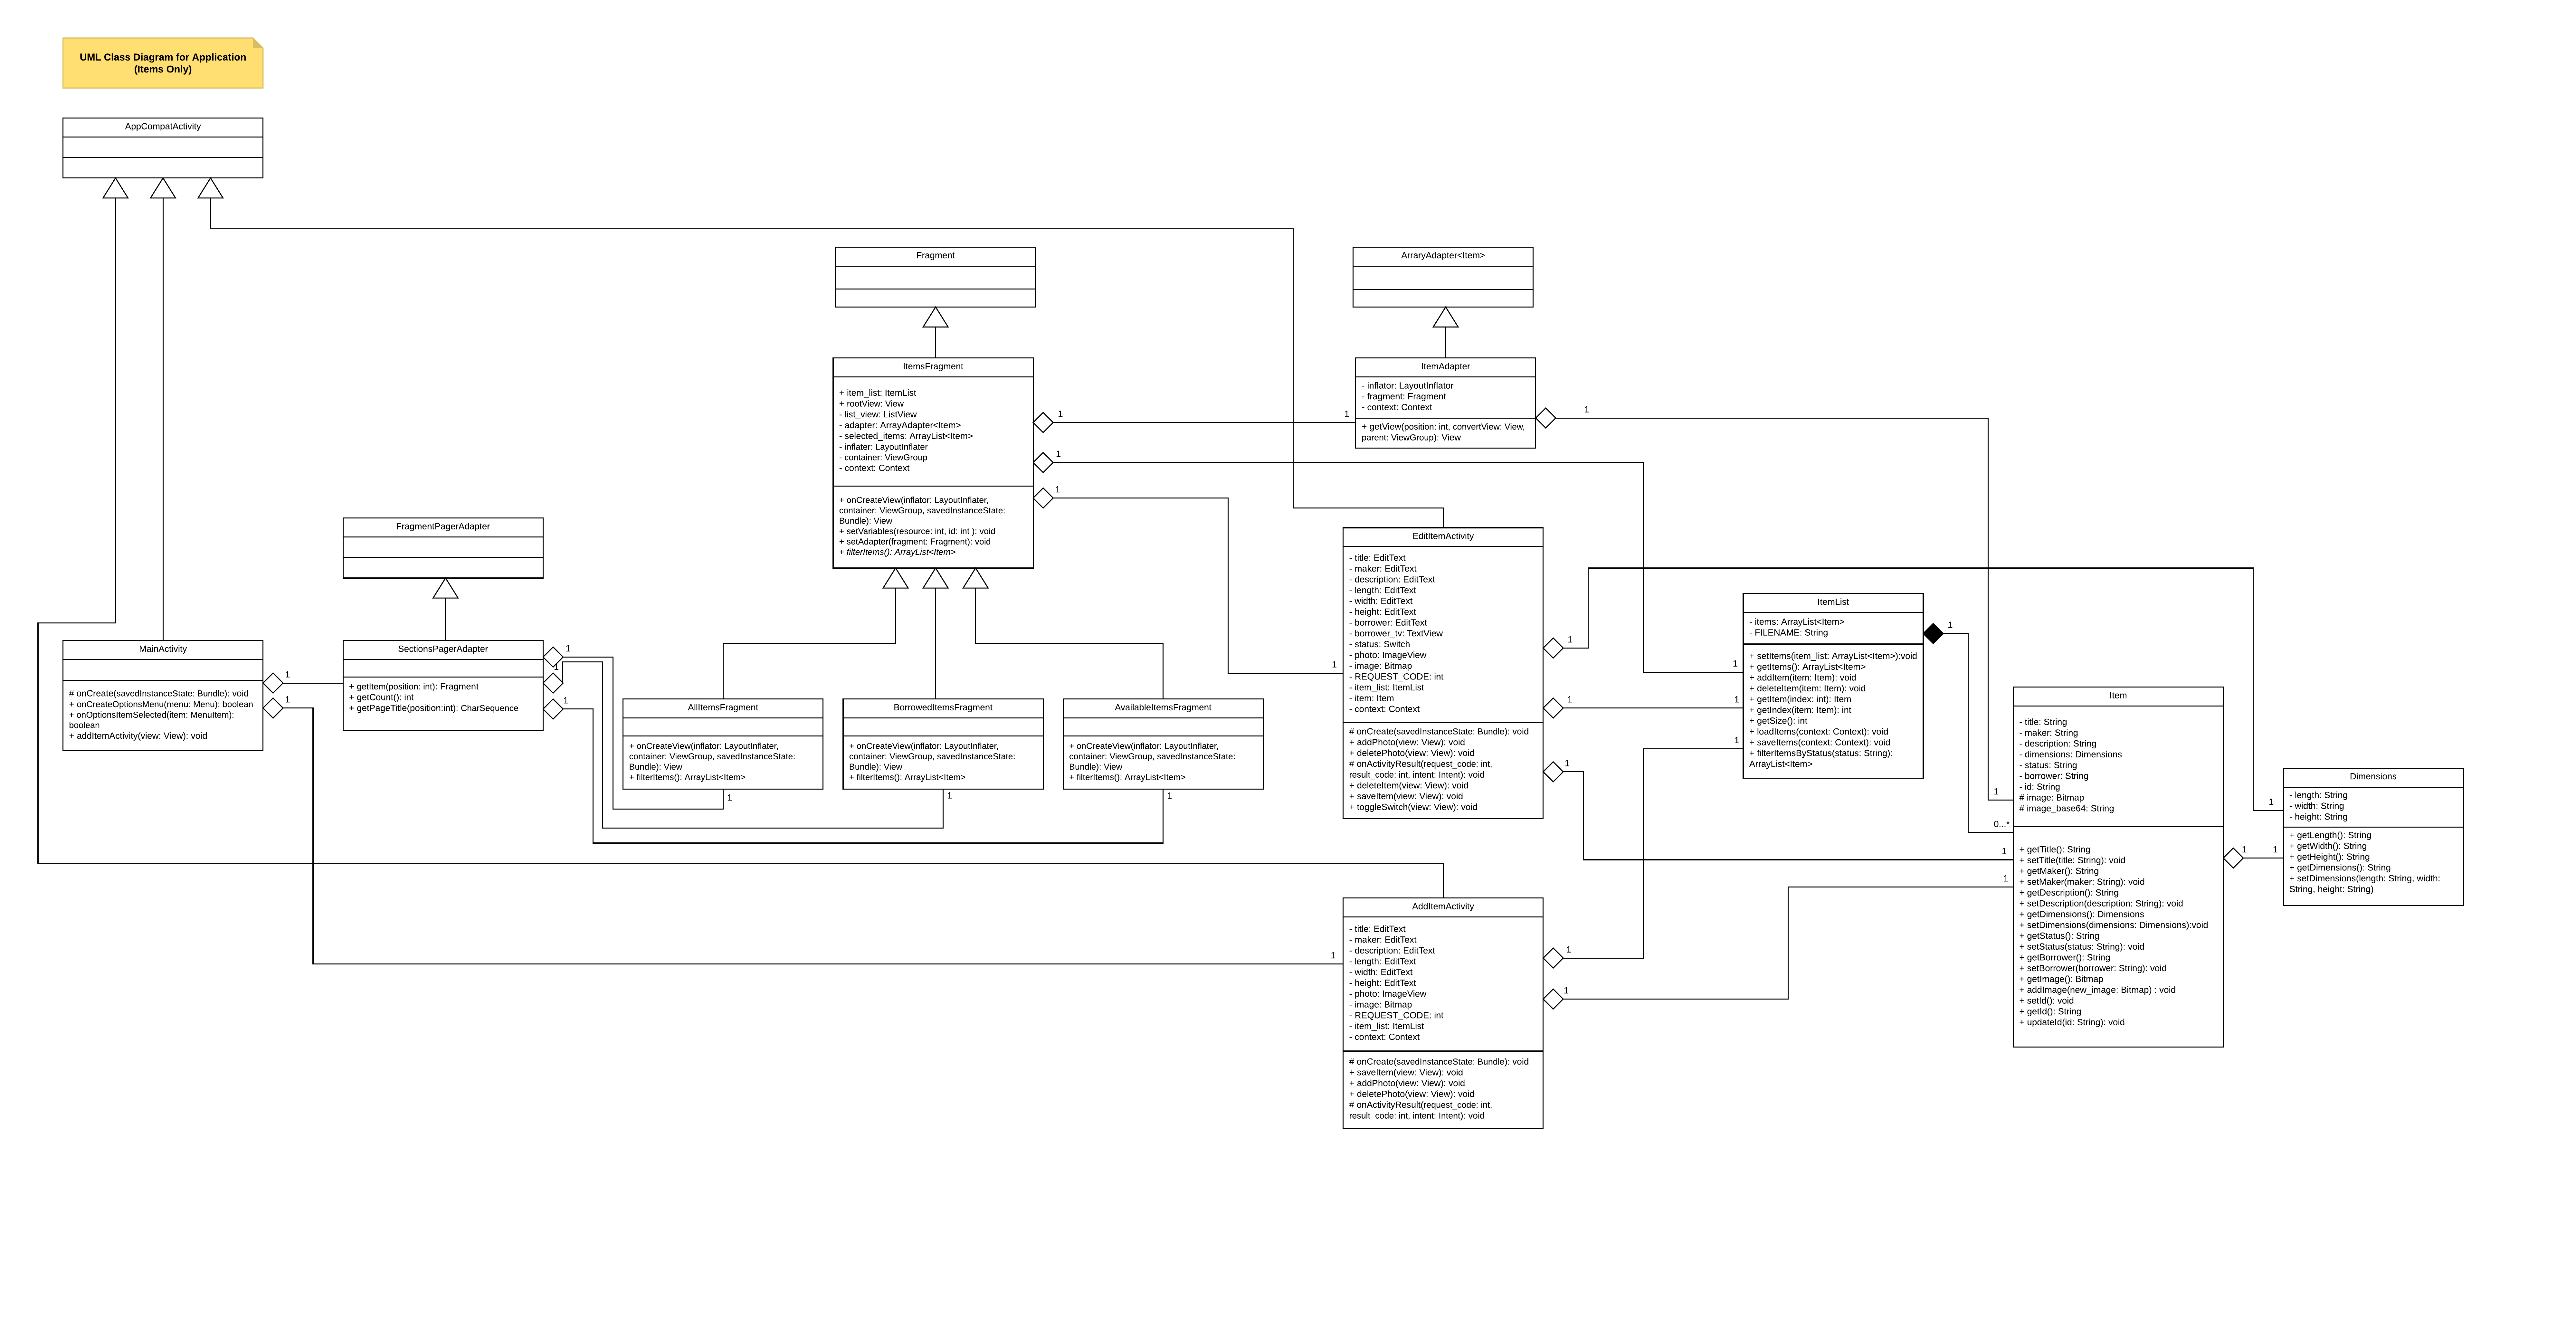 UML Class Diagram for Application
(Items Only)
AppCompatActivity
Fragment
ArraryAdapter<Item>
ItemsFragment
+ item_list: ItemList
+ rootView: View
- list_view: ListView
- adapter: ArrayAdapter<Item>
- selected_items: ArrayList<Item>
- inflater: LayoutInflater
- container: ViewGroup
- context: Context
+ onCreateView(inflator: LayoutInflater,
container: ViewGroup, savedInstanceState:
Bundle): View
+ setVariables(resource: int, id: int ): void
+ setAdapter(fragment: Fragment): void
+ filterItems(): ArrayList<Item>
1
1
1
1
1
ItemAdapter
- inflator: LayoutInflator
- fragment: Fragment
- context: Context
+ getView(position: int, convertView: View,
parent: ViewGroup): View
1
FragmentPagerAdapter
MainActivity
# onCreate(savedInstanceState: Bundle): void
+ onCreateOptionsMenu(menu: Menu): boolean
+ onOptionsItemSelected(item: MenuItem):
boolean
+ addItemActivity(view: View): void
1
1
SectionsPagerAdapter
+ getItem(position: int): Fragment
+ getCount(): int
+ getPageTitle(position:int): CharSequence
1
1
1
AllItemsFragment
+ onCreateView(inflator: LayoutInflater,
container: ViewGroup, savedInstanceState:
Bundle): View
+ filterItems(): ArrayList<Item>
1
BorrowedItemsFragment
+ onCreateView(inflator: LayoutInflater,
container: ViewGroup, savedInstanceState:
Bundle): View
+ filterItems(): ArrayList<Item>
1
AvailableItemsFragment
+ onCreateView(inflator: LayoutInflater,
container: ViewGroup, savedInstanceState:
Bundle): View
+ filterItems(): ArrayList<Item>
1
EditItemActivity
- title: EditText
- maker: EditText
- description: EditText
- length: EditText
- width: EditText
- height: EditText
- borrower: EditText
- borrower_tv: TextView
- status: Switch
- photo: ImageView
- image: Bitmap
- REQUEST_CODE: int
- item_list: ItemList
- item: Item
- context: Context
# onCreate(savedInstanceState: Bundle): void
+ addPhoto(view: View): void
+ deletePhoto(view: View): void
# onActivityResult(request_code: int,
result_code: int, intent: Intent): void
+ deleteItem(view: View): void
+ saveItem(view: View): void
+ toggleSwitch(view: View): void
1
1
1
ItemList
- items: ArrayList<Item>
- FILENAME: String
+ setItems(item_list: ArrayList<Item>):void
+ getItems(): ArrayList<Item>
+ addItem(item: Item): void
+ deleteItem(item: Item): void
+ getItem(index: int): Item
+ getIndex(item: Item): int
+ getSize(): int
+ loadItems(context: Context): void
+ saveItems(context: Context): void
+ filterItemsByStatus(status: String):
ArrayList<Item>
1
1
1
1
Item
- title: String
- maker: String
- description: String
- dimensions: Dimensions
- status: String
- borrower: String
- id: String
# image: Bitmap
# image_base64: String
+ getTitle(): String
+ setTitle(title: String): void
+ getMaker(): String
+ setMaker(maker: String): void
+ getDescription(): String
+ setDescription(description: String): void
+ getDimensions(): Dimensions
+ setDimensions(dimensions: Dimensions):void
+ getStatus(): String
+ setStatus(status: String): void
+ getBorrower(): String
+ setBorrower(borrower: String): void
+ getImage(): Bitmap
+ addImage(new_image: Bitmap) : void
+ setId(): void
+ getId(): String
+ updateId(id: String): void
1
0...*
1
1
1
1
1
Dimensions
- length: String
- width: String
- height: String
+ getLength(): String
+ getWidth(): String
+ getHeight(): String
+ getDimensions(): String
+ setDimensions(length: String, width:
String, height: String)
AddItemActivity
- title: EditText
- maker: EditText
- description: EditText
- length: EditText
- width: EditText
- height: EditText
- photo: ImageView
- image: Bitmap
- REQUEST_CODE: int
- item_list: ItemList
- context: Context
# onCreate(savedInstanceState: Bundle): void
+ saveItem(view: View): void
+ addPhoto(view: View): void
+ deletePhoto(view: View): void
# onActivityResult(request_code: int,
result_code: int, intent: Intent): void
1
1
1